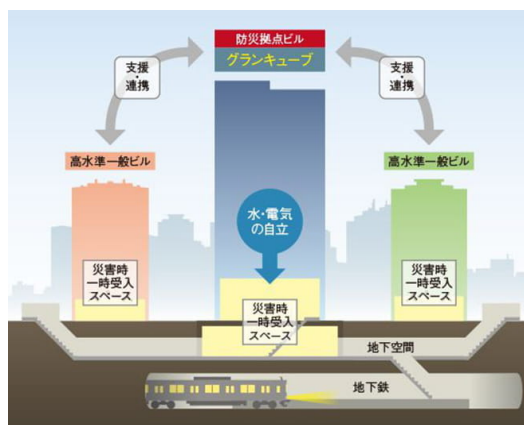 防災拠点ビル
グランキューブ
支援
・
連携
支援
・
連携
高水準一般ビル
高水準一般ビル
水・電気
の自立
災害時
一時受入
スペース
災害時
一時受入
スペース
災害時
一時受入
スペース
地下空間
地下鉄